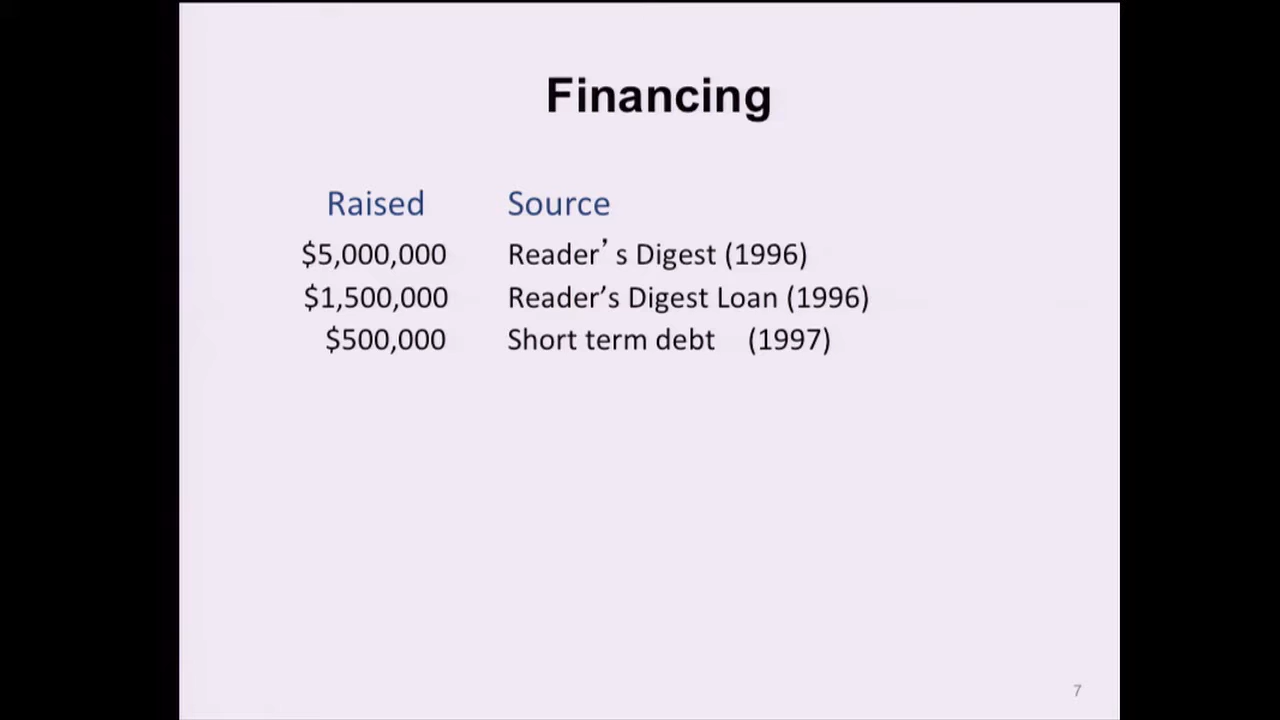 Financing
Raised Source
$5,000,000 Reader’s Digest (1996)
$1,500,000 Reader’s Digest Loan (1996)
$500,000 Short term debt (1997)
7